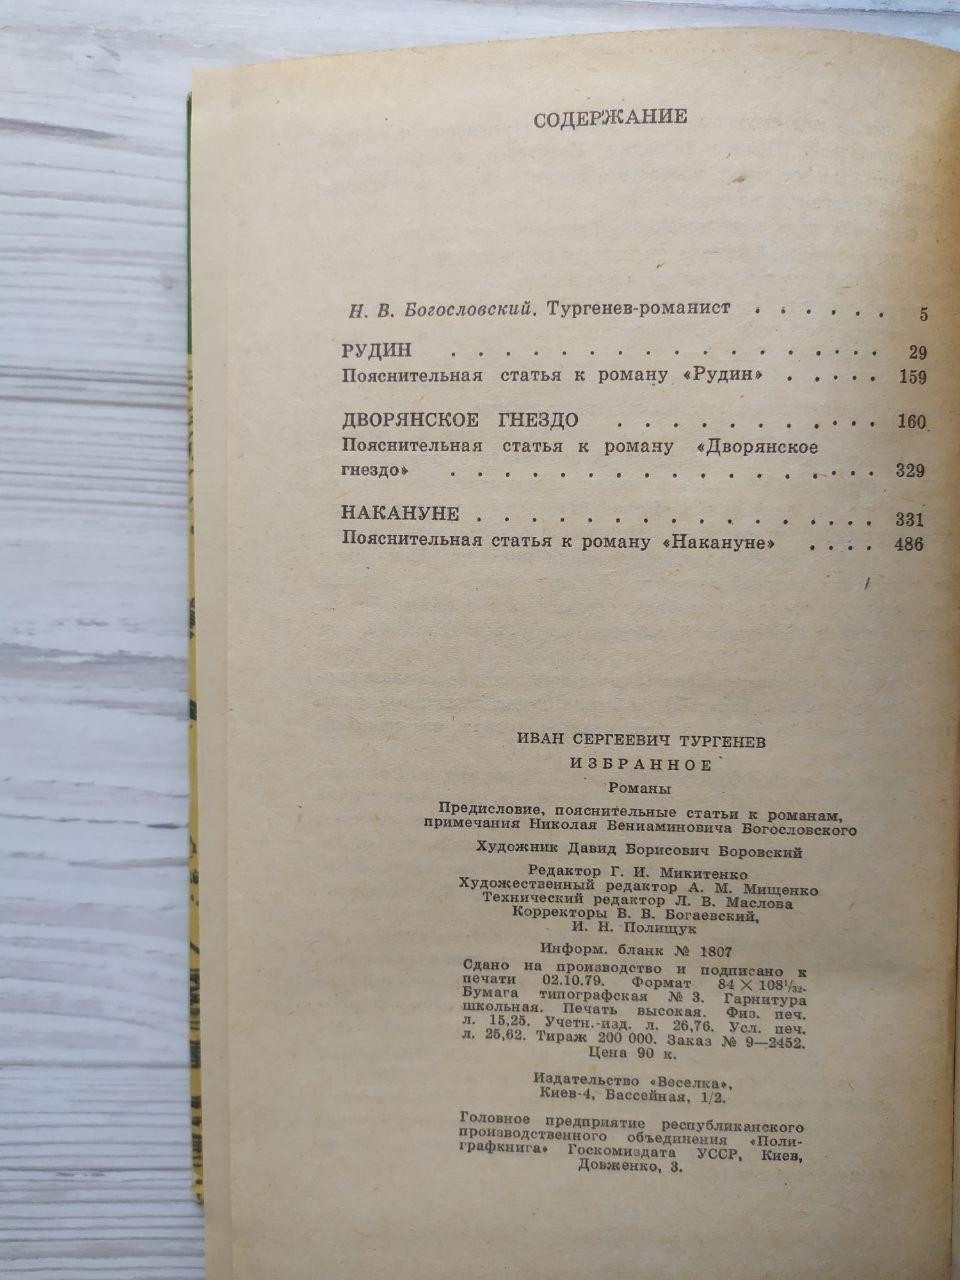 СОДЕРЖАНИЕ
Н. В. Богословский. Тургенев-романист . . . . . . 5
РУДИН . . . . . . . . . . . . . . . . 29
Пояснительная статья к роману «Рудин» . . . . . 159
ДВОРЯНСКОЕ ГНЕЗДО . . . . . . . . . . . 160
Пояснительная статья к роману «Дворянское
гнездо» . . . . . . . . . . . . . . . . 329
НАКАНУНЕ . . . . . . . . . . . . . . . 331
Пояснительная статья к роману «Накануне» . . . . 486
ИВАН СЕРГЕЕВИЧ ТУРГЕНЕВ
ИЗБРАННОЕ
Романы
Предисловие, пояснительные статьи к романам,
примечания Николая Вениаминовича Богословского
Художник Давид Борисович Боровский
Редактор Г. И. Микитенко
Художественный редактор А. М. Мищенко
Технический редактор Л. В. Маслова
Корректоры В. В. Богаевский,
И. Н. Полищук
Информ. бланк № 1807
Сдано на производство и подписано к
печати 02.10.79. Формат 84×108¹/₃₂.
Бумага типографская № 3. Гарнитура
школьная. Печать высокая. Физ. печ.
л. 15,25. Учетн.-изд. л. 26,76. Усл. печ.
л. 25,62. Тираж 200 000. Заказ № 9—2452.
Цена 90 к.
Издательство «Веселка»,
Киев-4, Бассейная, 1/2.
Головное предприятие республиканского
производственного объединения «Поли-
графкнига» Госкомиздата УССР, Киев,
Довженко, 3.